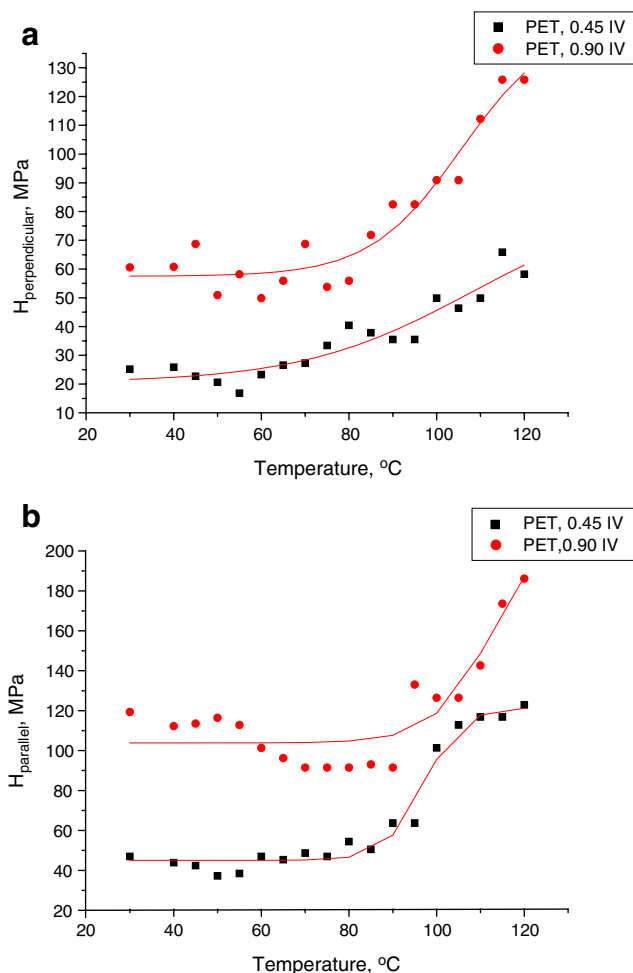 a
PET, 0.45 IV
PET, 0.90 IV
130
120
110
100
90
80
70
60
50
40
30
20
10
H_perpendicular, MPa
20 40 60 80 100 120
Temperature, °C
b
PET, 0.45 IV
PET,0.90 IV
200
180
160
140
120
100
80
60
40
20
H_parallel, MPa
20 40 60 80 100 120
Temperature, °C